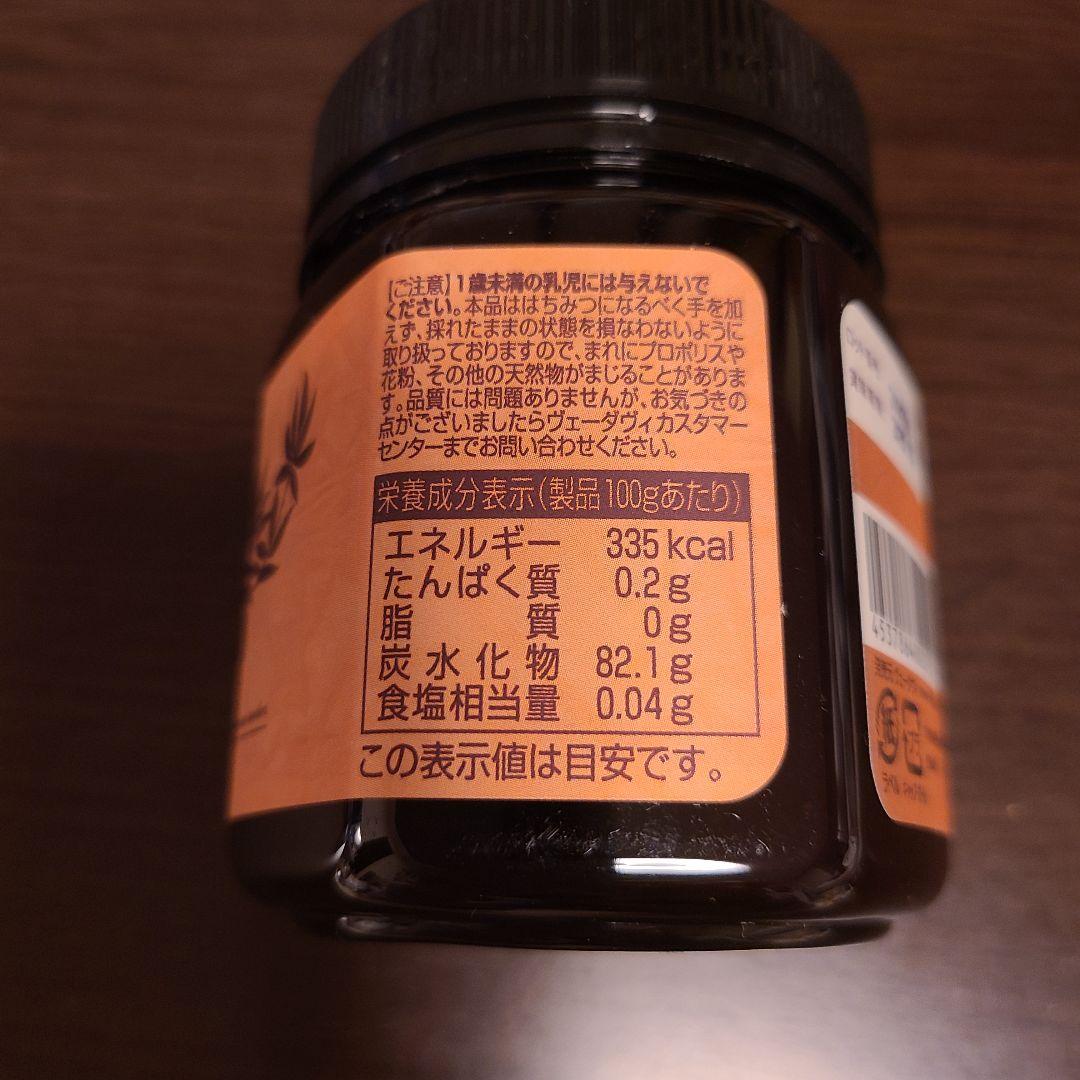 【ご注意】1歳未満の乳児には与えないで
ください。本品ははちみつになるべく手を加
えず、採れたままの状態を損なわないように
取り扱っておりますので、まれにプロポリスや
花粉、その他の天然物がまじることがありま
す。品質には問題ありませんが、お気づきの
点がございましたらヴェーダヴィカスタマー
センターまでお問い合わせください。
栄養成分表示(製品100gあたり)
エネルギー 335kcal
たんぱく質 0.2g
脂質 0g
炭水化物 82.1g
食塩相当量 0.04g
この表示値は目安です。
紙
ラベル